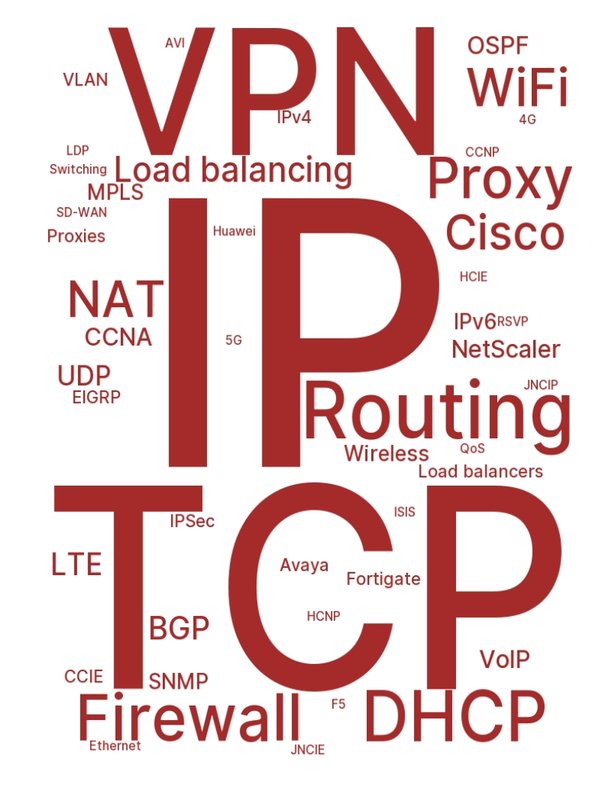 VPN
AVI
OSPF
VLAN
WiFi
IPv4
4G
LDP
CCNP
Switching
Load balancing
Proxy
MPLS
SD-WAN
Proxies
Huawei
Cisco
IP
HCIE
NAT
IPv6
RSVP
CCNA
5G
NetScaler
UDP
EIGRP
JNCIP
Routing
Wireless
QoS
Load balancers
TCP
IPSec
ISIS
LTE
Avaya
Fortigate
HCNP
BGP
VoIP
CCIE
SNMP
Firewall
F5
DHCP
Ethernet
JNCIE